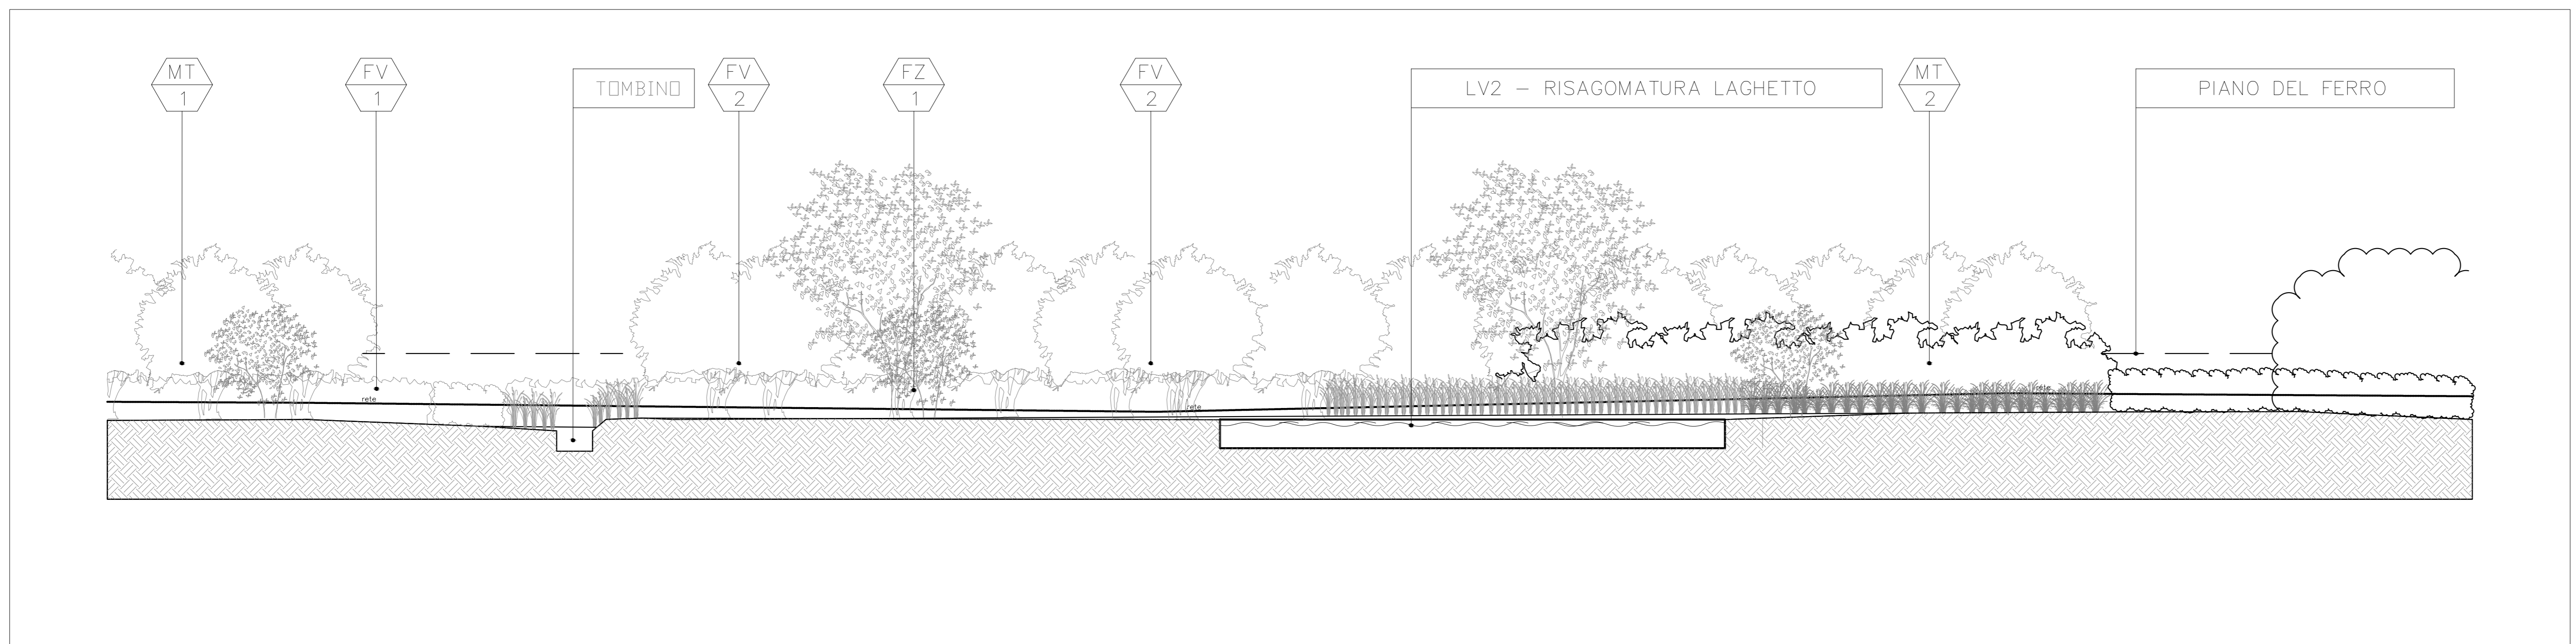 MT
1
FV
1
TOMBINO
FV
2
FZ
1
FV
2
LV2 - RISAGOMATURA LAGHETTO
MT
2
PIANO DEL FERRO
rete
rete
rete